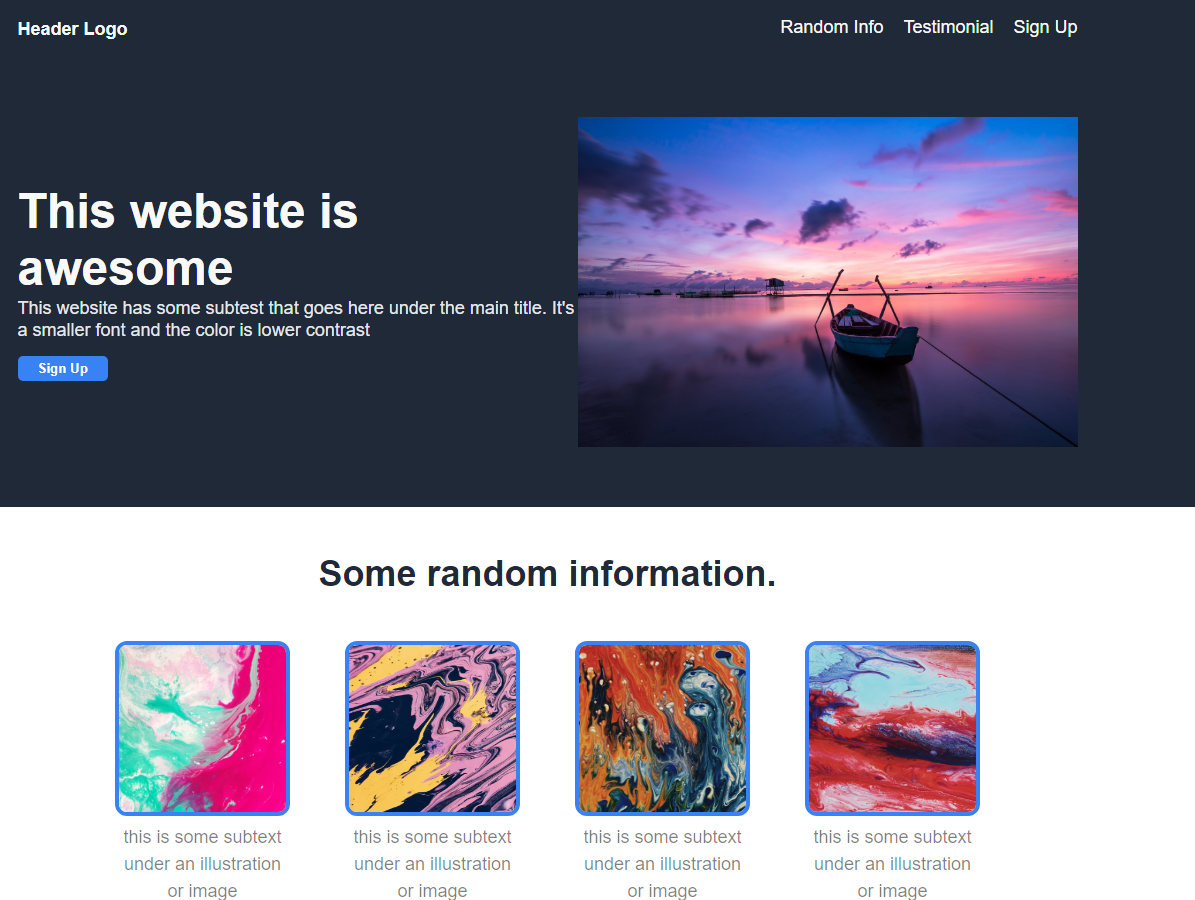 Header Logo
Random Info Testimonial Sign Up
This website is
awesome
This website has some subtest that goes here under the main title. It's
a smaller font and the color is lower contrast
Sign Up
Some random information.
this is some subtext
under an illustration
or image
this is some subtext
under an illustration
or image
this is some subtext
under an illustration
or image
this is some subtext
under an illustration
or image